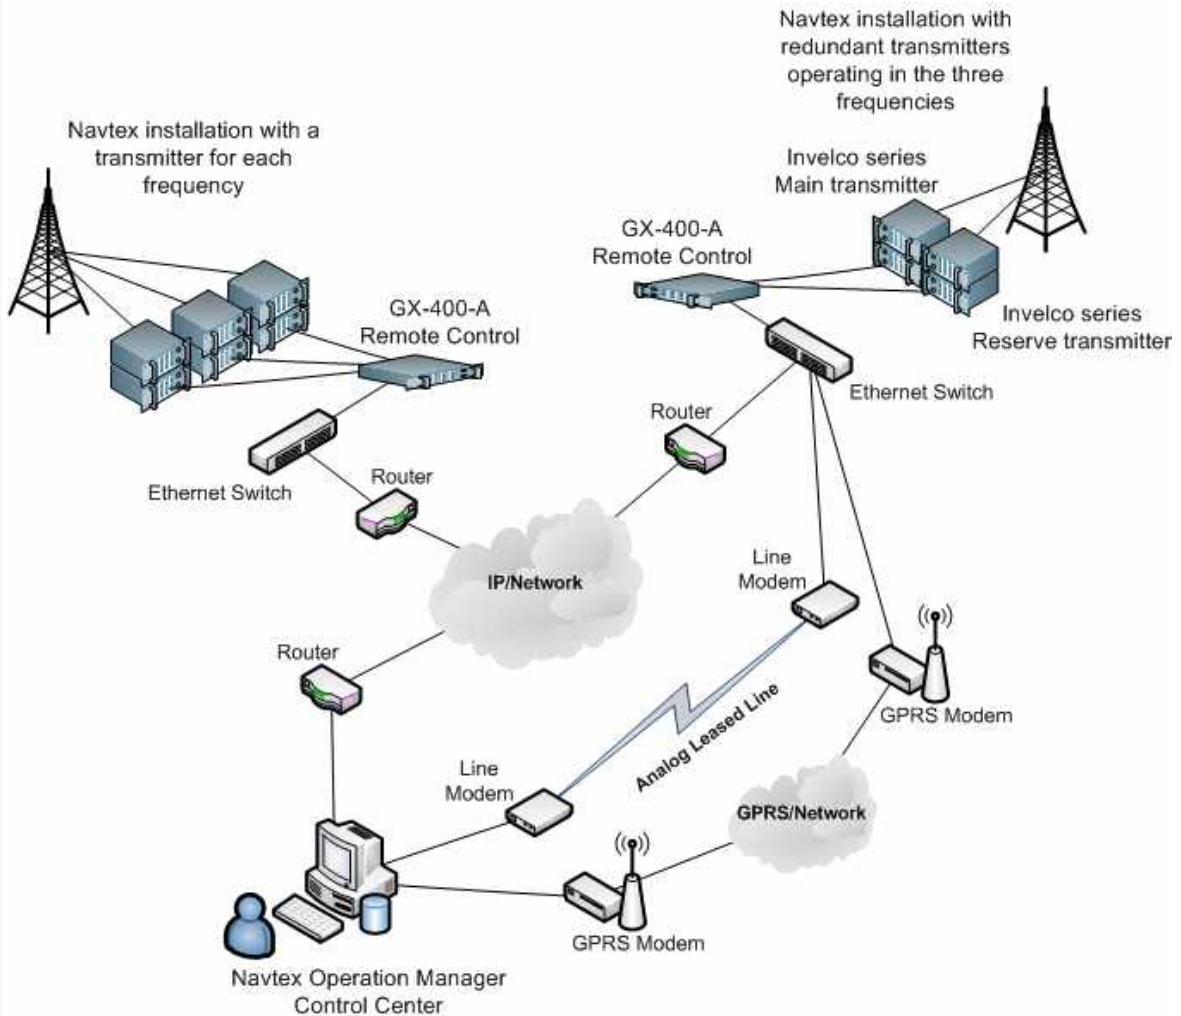 Navtex installation with
redundant transmitters
operating in the three
frequencies
Navtex installation with a
transmitter for each
frequency
Invelco series
Main transmitter
GX-400-A
Remote Control
GX-400-A
Remote Control
Invelco series
Reserve transmitter
Ethernet Switch
Router
Ethernet Switch
Router
IP/Network
Line
Modem
Router
GPRS Modem
Analog Leased Line
Line
Modem
GPRS/Network
GPRS Modem
Navtex Operation Manager
Control Center